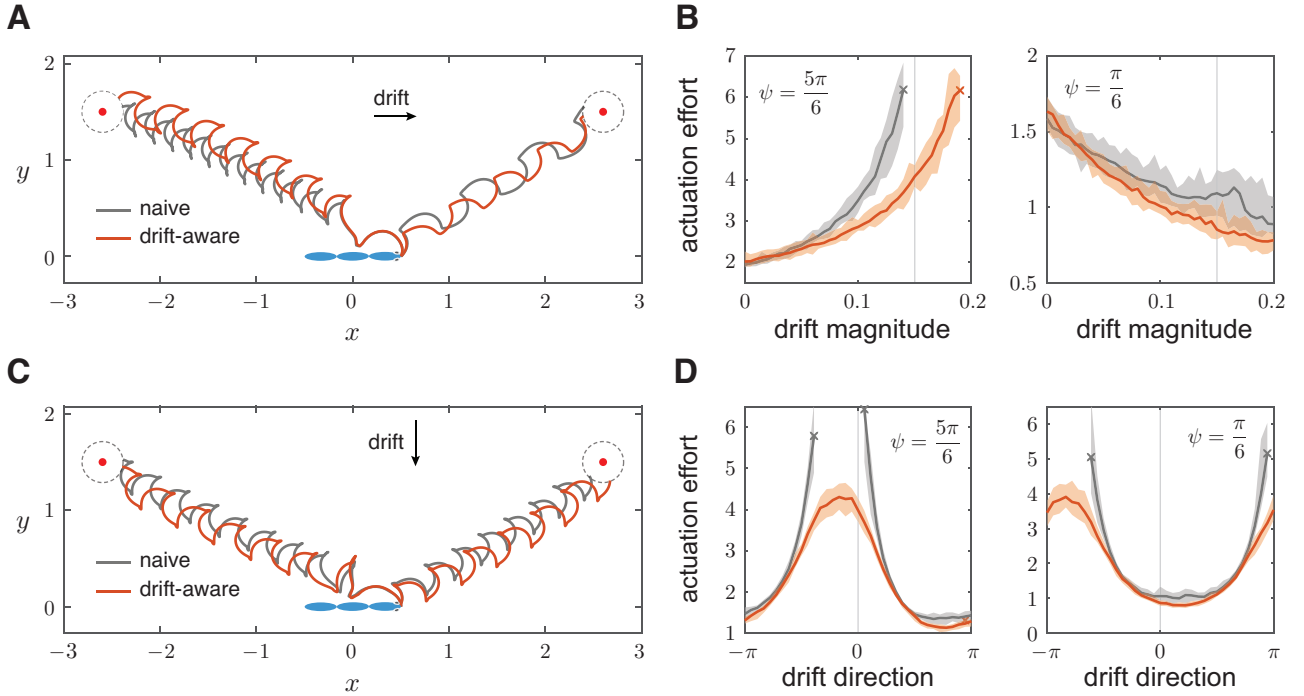 A
2
1
0
y
drift
naive
drift-aware
−3
−2
−1
0
1
2
3
x
B
7
6
5
4
3
2
actuation effort
ψ = 5π/6
0
0.1
0.2
drift magnitude
2
1.5
1
0.5
ψ = π/6
0
0.1
0.2
drift magnitude
C
2
1
0
y
drift
naive
drift-aware
−3
−2
−1
0
1
2
3
x
D
6
5
4
3
2
1
actuation effort
ψ = 5π/6
−π
0
π
drift direction
6
5
4
3
2
1
0
ψ = π/6
−π
0
π
drift direction